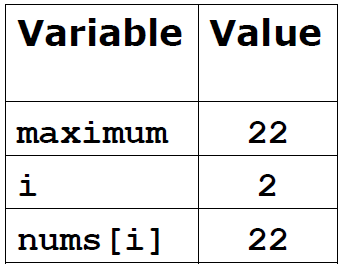 Variable Value
maximum 22
i 2
nums[i] 22